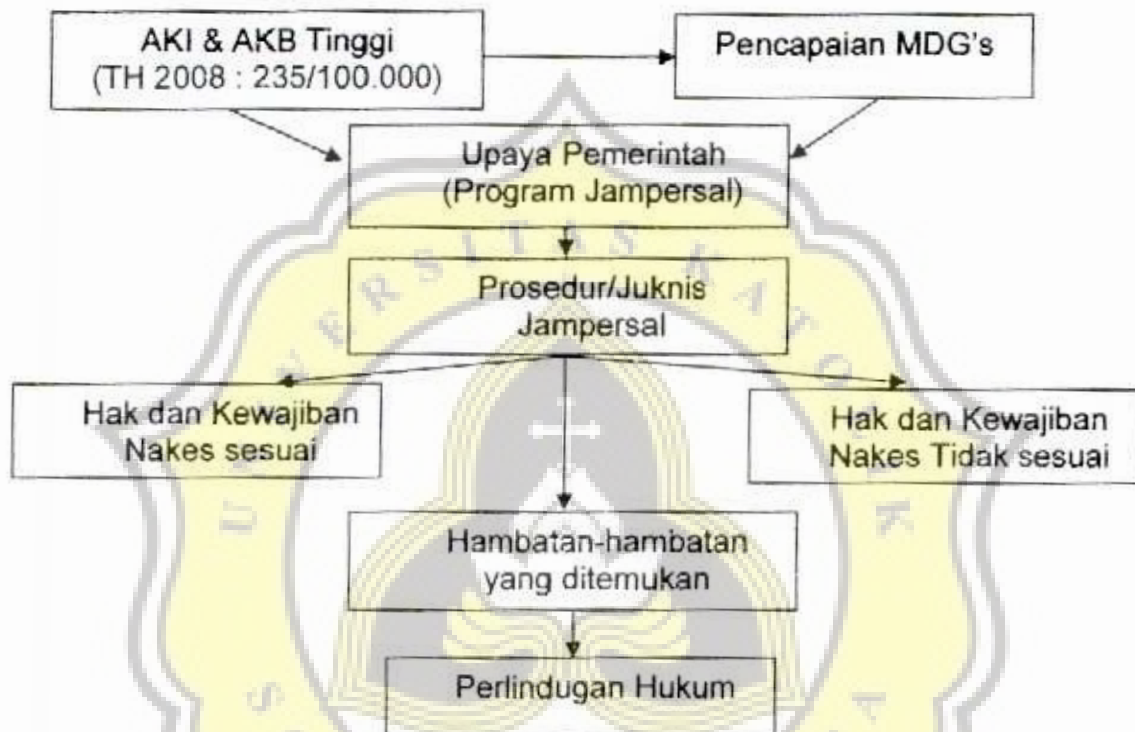 AKI & AKB Tinggi
(TH 2008 : 235/100.000)
Pencapaian MDG's
Upaya Pemerintah
(Program Jampersal)
Prosedur/Juknis
Jampersal
Hak dan Kewajiban
Nakes sesuai
Hak dan Kewajiban
Nakes Tidak sesuai
Hambatan-hambatan
yang ditemukan
Perlindugan Hukum